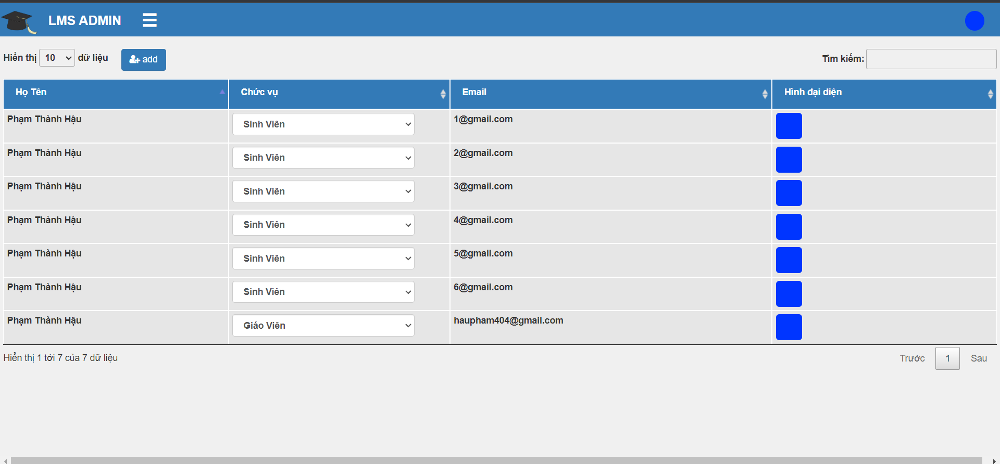 LMS ADMIN
Hiển thị 10 dữ liệu add Tìm kiếm:
Họ Tên Chức vụ Email Hình đại diện
Phạm Thành Hậu Sinh Viên 1@gmail.com
Phạm Thành Hậu Sinh Viên 2@gmail.com
Phạm Thành Hậu Sinh Viên 3@gmail.com
Phạm Thành Hậu Sinh Viên 4@gmail.com
Phạm Thành Hậu Sinh Viên 5@gmail.com
Phạm Thành Hậu Sinh Viên 6@gmail.com
Phạm Thành Hậu Giáo Viên haupham404@gmail.com
Hiển thị 1 tới 7 của 7 dữ liệu Trước 1 Sau